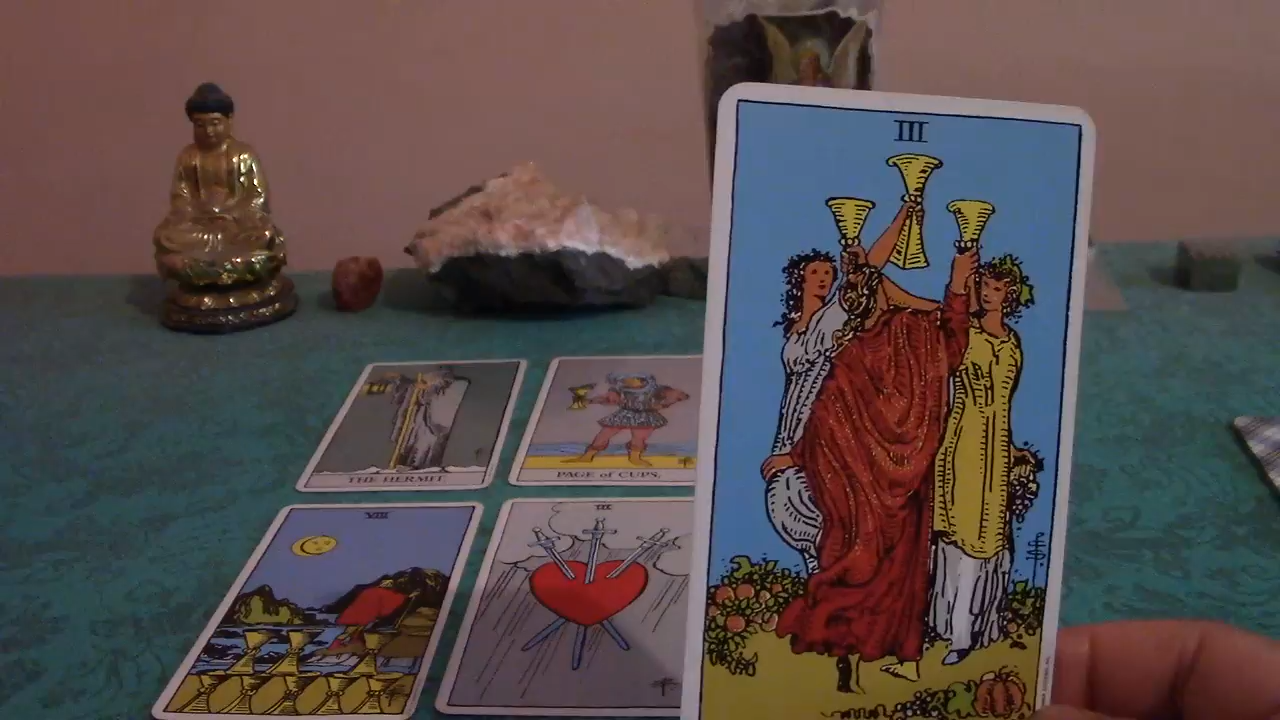 III
THE HERMIT.
PAGE of CUPS.
VIII
III